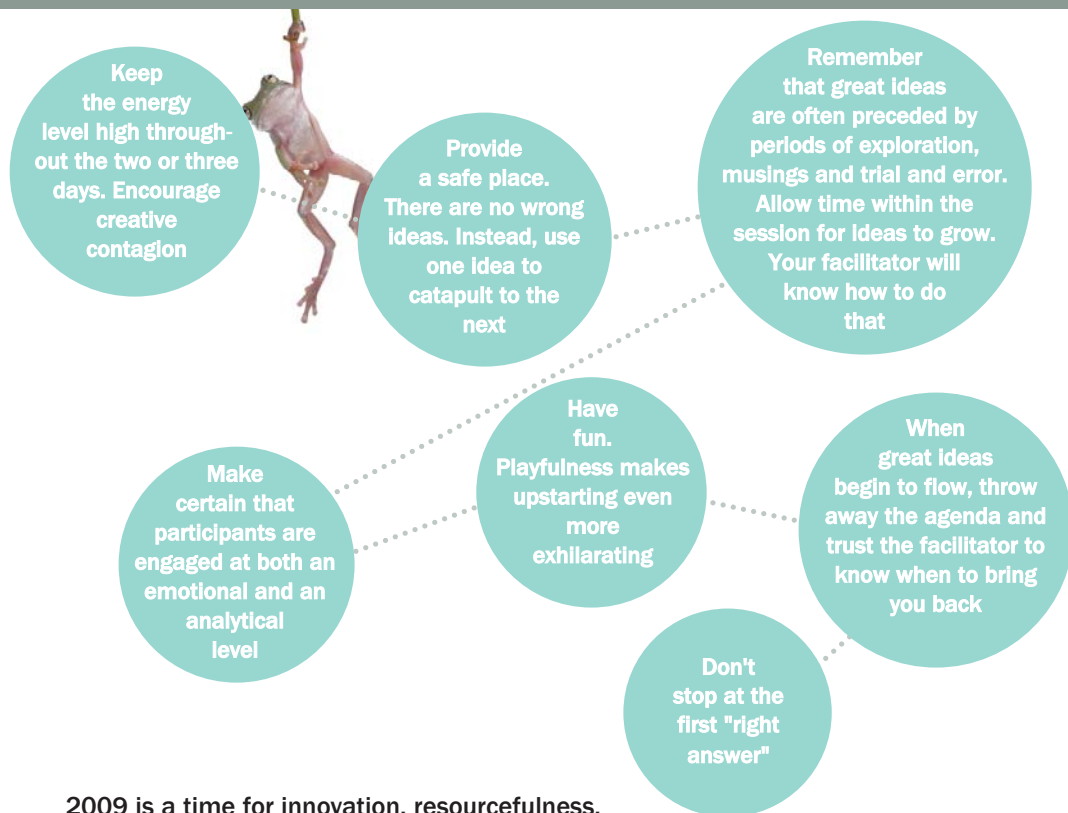 Keep
the energy
level high through-
out the two or three
days. Encourage
creative
contagion
Provide
a safe place.
There are no wrong
ideas. Instead, use
one idea to
catapult to the
next
Remember
that great ideas
are often preceded by
periods of exploration,
musings and trial and error.
Allow time within the
session for ideas to grow.
Your facilitator will
know how to do
that
Make
certain that
participants are
engaged at both an
emotional and an
analytical
level
Have
fun.
Playfulness makes
upstarting even
more
exhilarating
When
great ideas
begin to flow, throw
away the agenda and
trust the facilitator to
know when to bring
you back
Don't
stop at the
first "right
answer"
2009 is a time for innovation, resourcefulness,